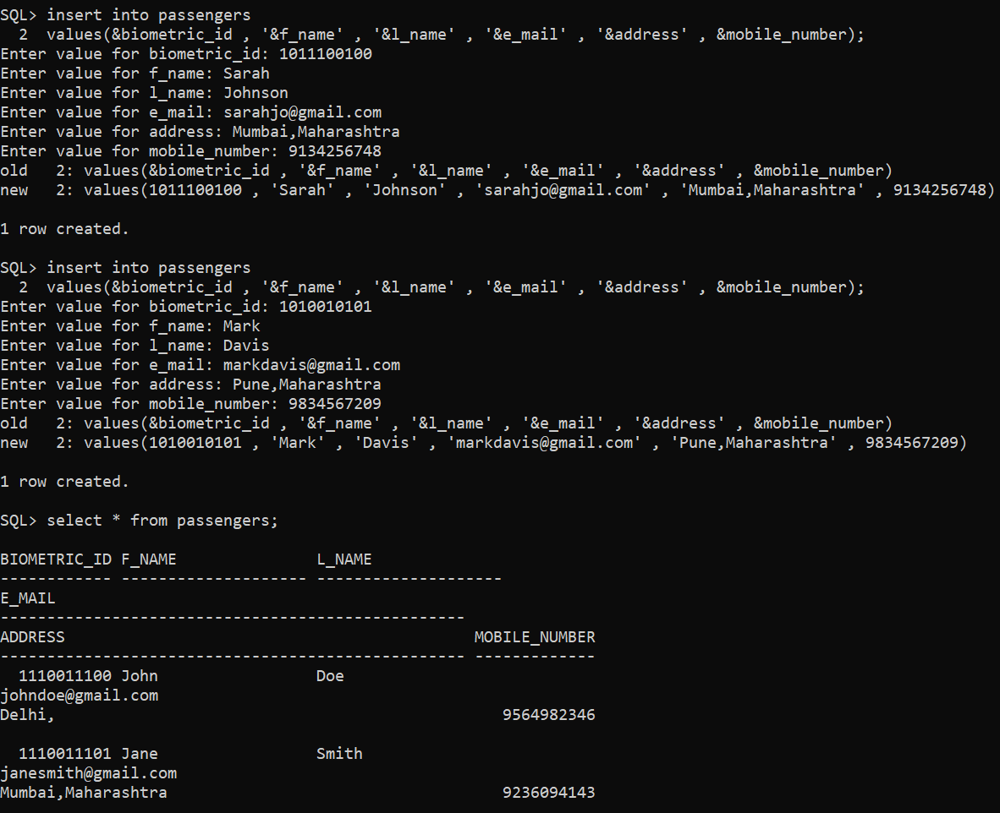 SQL> insert into passengers
  2  values(&biometric_id , '&f_name' , '&l_name' , '&e_mail' , '&address' , &mobile_number);
Enter value for biometric_id: 1011100100
Enter value for f_name: Sarah
Enter value for l_name: Johnson
Enter value for e_mail: sarahjo@gmail.com
Enter value for address: Mumbai,Maharashtra
Enter value for mobile_number: 9134256748
old   2: values(&biometric_id , '&f_name' , '&l_name' , '&e_mail' , '&address' , &mobile_number)
new   2: values(1011100100 , 'Sarah' , 'Johnson' , 'sarahjo@gmail.com' , 'Mumbai,Maharashtra' , 9134256748)

1 row created.

SQL> insert into passengers
  2  values(&biometric_id , '&f_name' , '&l_name' , '&e_mail' , '&address' , &mobile_number);
Enter value for biometric_id: 1010010101
Enter value for f_name: Mark
Enter value for l_name: Davis
Enter value for e_mail: markdavis@gmail.com
Enter value for address: Pune,Maharashtra
Enter value for mobile_number: 9834567209
old   2: values(&biometric_id , '&f_name' , '&l_name' , '&e_mail' , '&address' , &mobile_number)
new   2: values(1010010101 , 'Mark' , 'Davis' , 'markdavis@gmail.com' , 'Pune,Maharashtra' , 9834567209)

1 row created.

SQL> select * from passengers;

BIOMETRIC_ID F_NAME               L_NAME
------------ -------------------- --------------------
E_MAIL
--------------------------------------------------
ADDRESS                                            MOBILE_NUMBER
-------------------------------------------------- -------------
  1110011100 John                 Doe
johndoe@gmail.com
Delhi,                                                9564982346

  1110011101 Jane                 Smith
janesmith@gmail.com
Mumbai,Maharashtra                                    9236094143